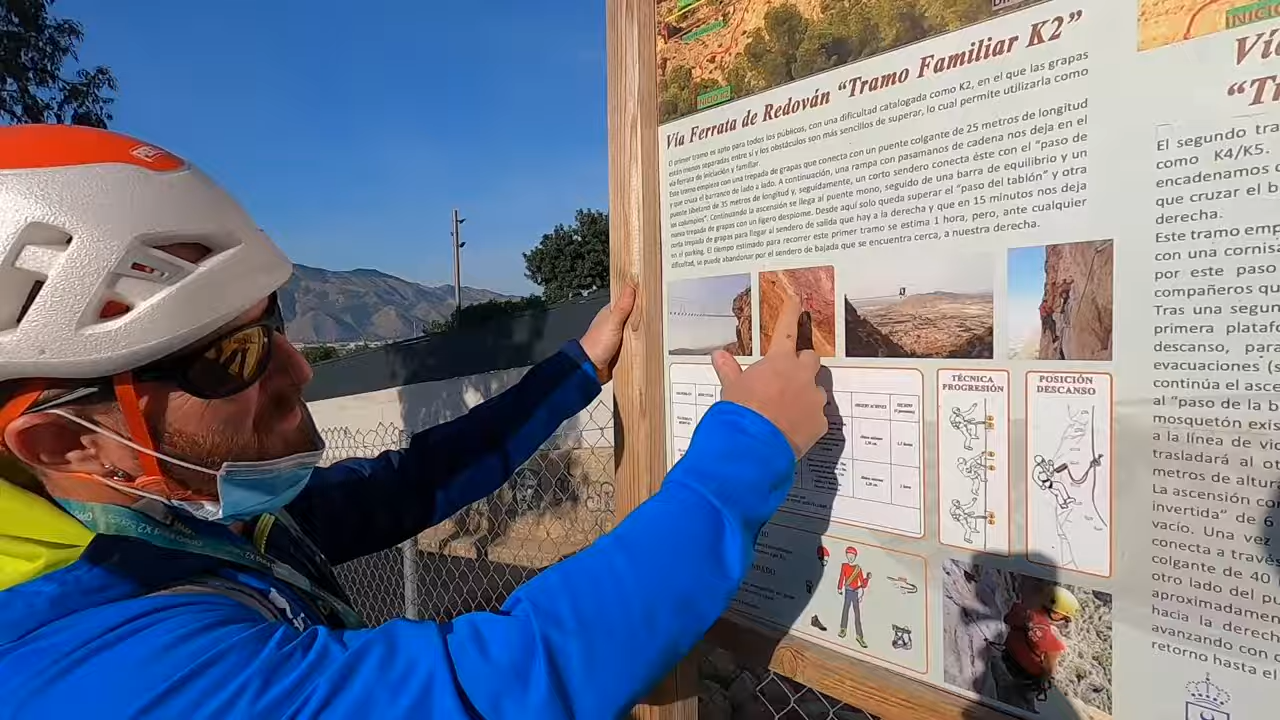 INICIO
Vía Ferrata de Redován “Tramo Familiar K2”
El primer tramo es apto para todos los públicos, con una dificultad catalogada como K2, en el que las grapas
están menos separadas entre sí y los obstáculos son más sencillos de superar, lo cual permite utilizarla como
vía ferrata de iniciación y familiar.
Este tramo empieza con una trepada de grapas que conecta con un puente colgante de 25 metros de longitud
y que cruza el barranco de lado a lado. A continuación, una rampa con pasamanos de cadena nos deja en el
puente tibetano de 35 metros de longitud y, seguidamente, un corto sendero conecta éste con el “paso de
los columpios”. Continuando la ascensión se llega al puente mono, seguido de una barra de equilibrio y un
nueva trepada de grapas con un ligero desplome. Desde aquí solo queda superar el “paso del tablón” y otra
corta trepada de grapas para llegar al sendero de salida que hay a la derecha y que en 15 minutos nos deja
en el parking. El tiempo estimado para recorrer este primer tramo se estima 1 hora, pero, ante cualquier
dificultad, se puede abandonar por el sendero de bajada que se encuentra cerca, a nuestra derecha.
TÉCNICA
PROGRESIÓN
POSICIÓN
DESCANSO
INICIO
Ví
“Tr
El segundo tra
como K4/K5.
encadenamos
que cruzar el b
derecha.
Este tramo emp
con una cornisa
por este paso
compañeros qu
Tras una segun
primera platafo
descanso, para
evacuaciones (s
continúa el asce
al “paso de la b
mosquetón exis
a la línea de vi
trasladará al ot
metros de altur
La ascensión con
invertida” de 6
vacío. Una vez
conecta a través
colgante de 40
otro lado del pu
aproximadamen
hacia la derech
avanzando con
retorno hasta el